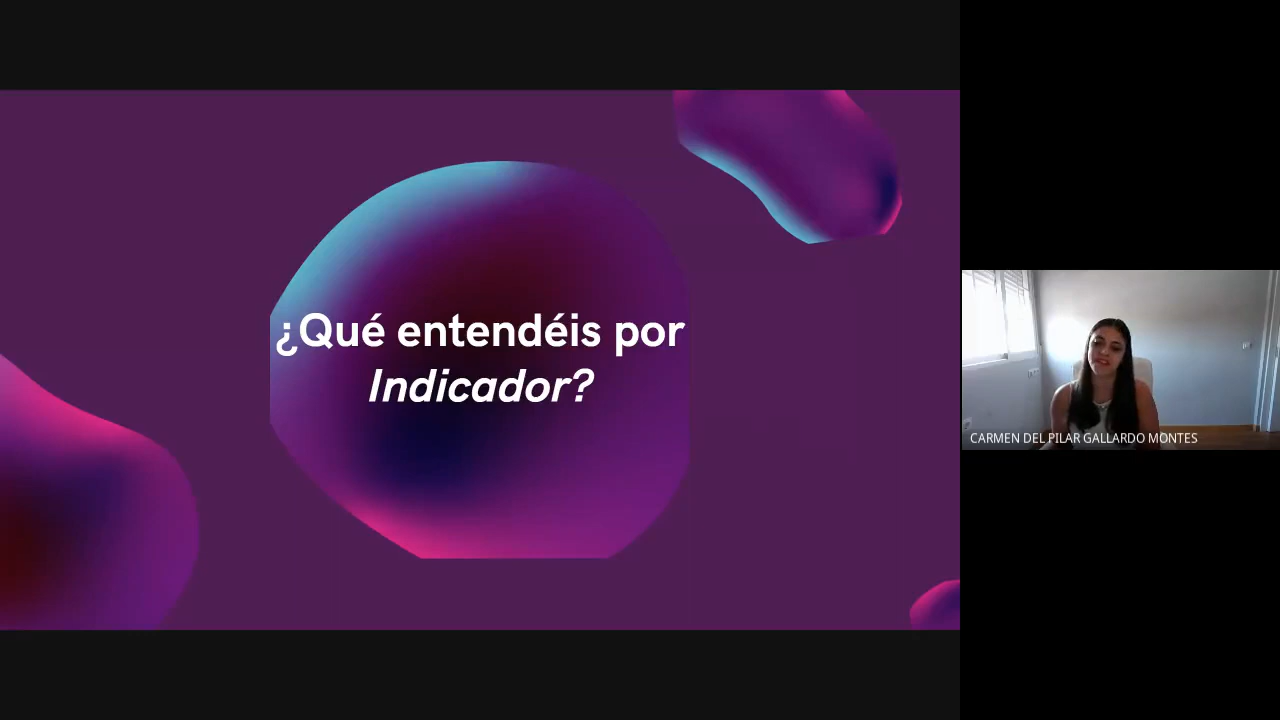 ¿Qué entendéis por
Indicador?
CARMEN DEL PILAR GALLARDO MONTES